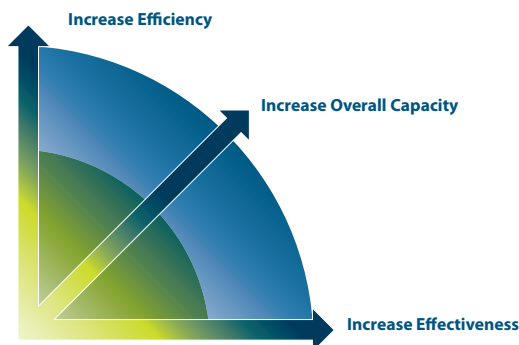 Increase Efficiency
Increase Overall Capacity
Increase Effectiveness